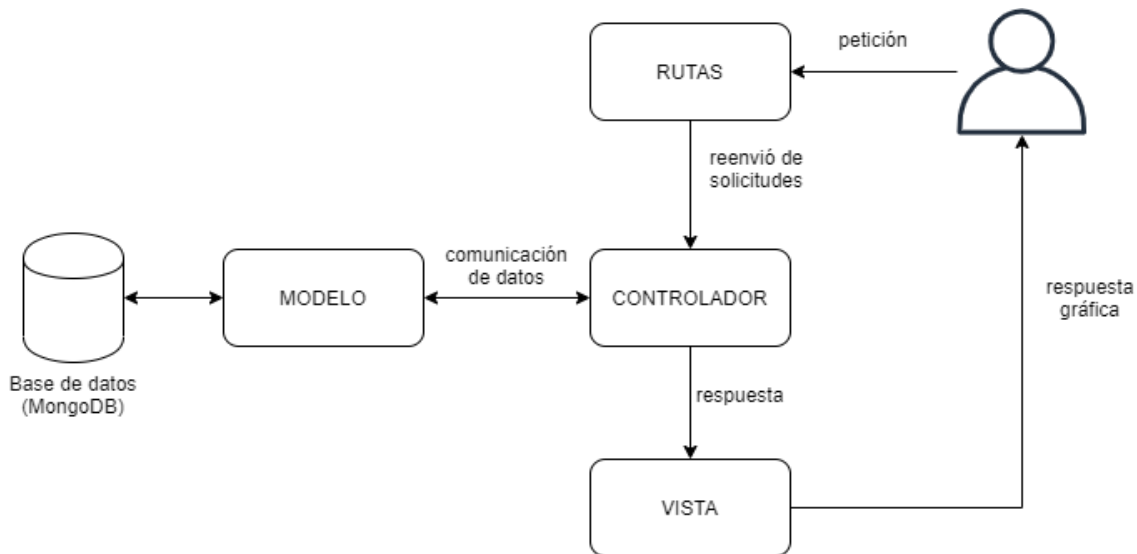 petición
RUTAS
reenvió de
solicitudes
comunicación
de datos
MODELO
CONTROLADOR
respuesta
gráfica
Base de datos
(MongoDB)
respuesta
VISTA